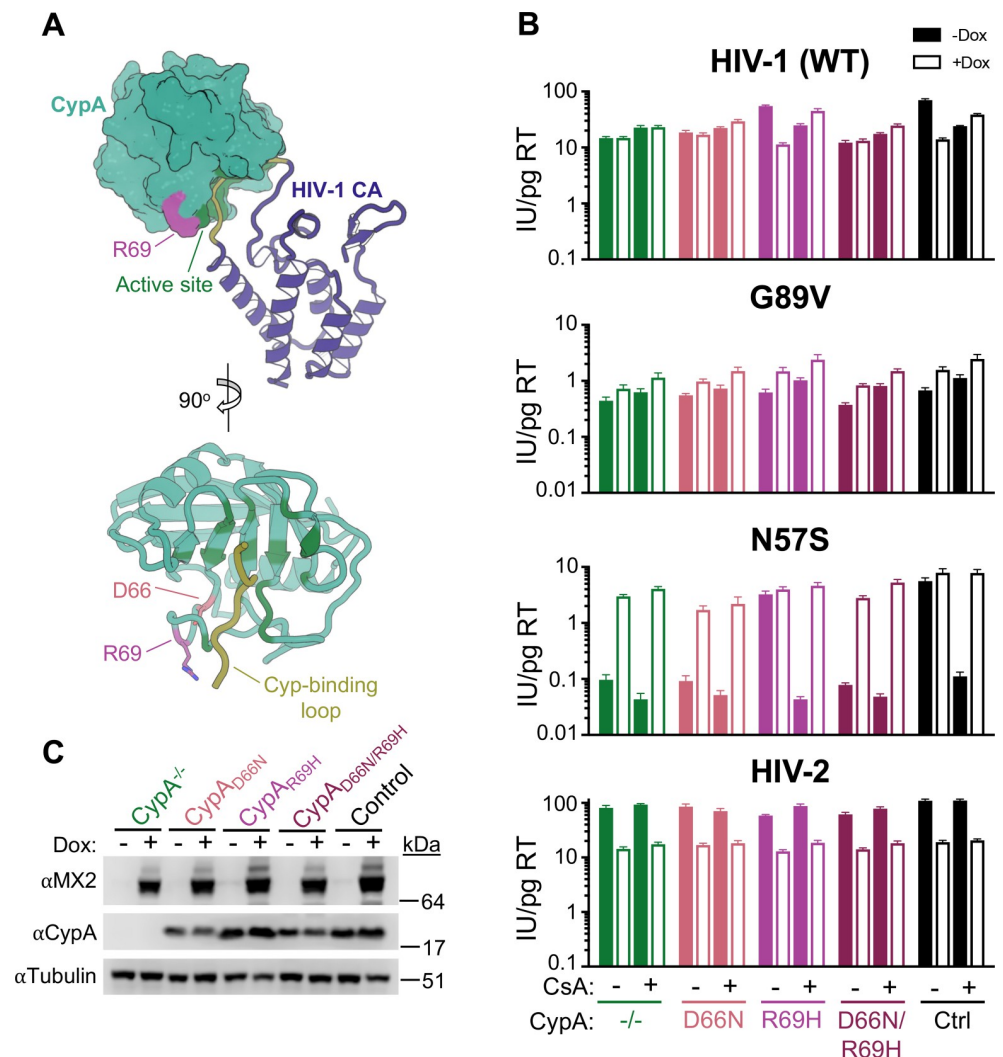 A
CypA
HIV-1 CA
R69
Active site
90º
D66
R69
Cyp-binding
loop
B
-Dox
+Dox
HIV-1 (WT)
IU/pg RT
100
10
1
0.1
G89V
IU/pg RT
10
1
0.1
0.01
N57S
IU/pg RT
10
1
0.1
0.01
HIV-2
IU/pg RT
100
10
1
0.1
CsA: - + - + - + - + - +
CypA: -/- D66N R69H D66N/ Ctrl
R69H
C
CypA-/- CypAD66N CypAR69H CypAD66N/R69H Control
Dox: - + - + - + - + - + kDa
αMX2
64
αCypA
17
αTubulin
51